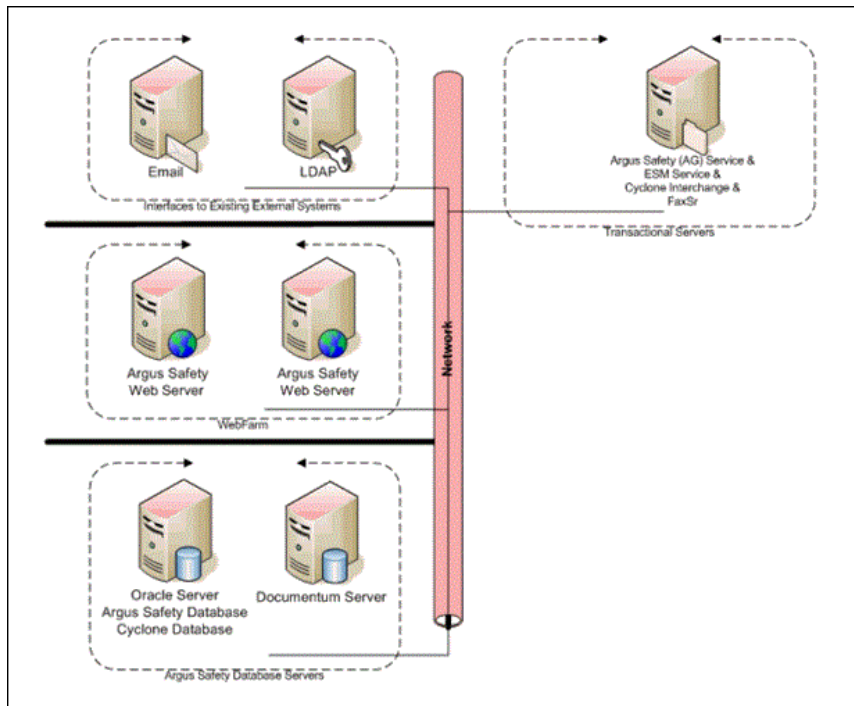 Email
LDAP
Interfaces to Existing External Systems
Argus Safety (AG) Service &
ESM Service &
Cyclone Interchange &
FaxSr
Transactional Servers
Argus Safety
Web Server
Argus Safety
Web Server
WebFarm
Network
Oracle Server
Argus Safety Database
Cyclone Database
Documentum Server
Argus Safety Database Servers